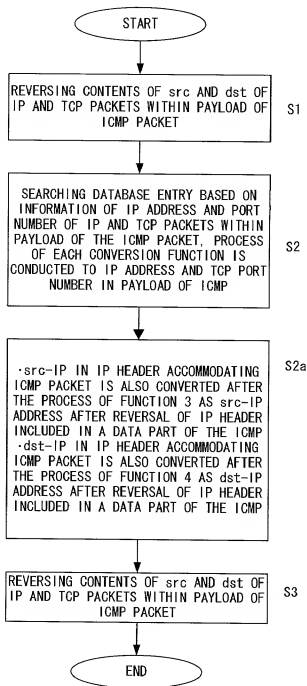 START
REVERSING CONTENTS OF src AND dst OF
IP AND TCP PACKETS WITHIN PAYLOAD OF
ICMP PACKET
S1
SEARCHING DATABASE ENTRY BASED ON
INFORMATION OF IP ADDRESS AND PORT
NUMBER OF IP AND TCP PACKETS WITHIN
PAYLOAD OF THE ICMP PACKET, PROCESS
OF EACH CONVERSION FUNCTION IS
CONDUCTED TO IP ADDRESS AND TCP PORT
NUMBER IN PAYLOAD OF ICMP
S2
·src-IP IN IP HEADER ACCOMMODATING
ICMP PACKET IS ALSO CONVERTED AFTER
THE PROCESS OF FUNCTION 3 AS src-IP
ADDRESS AFTER REVERSAL OF IP HEADER
INCLUDED IN A DATA PART OF THE ICMP
·dst-IP IN IP HEADER ACCOMMODATING
ICMP PACKET IS ALSO CONVERTED AFTER
THE PROCESS OF FUNCTION 4 AS dst-IP
ADDRESS AFTER REVERSAL OF IP HEADER
INCLUDED IN A DATA PART OF THE ICMP
S2a
REVERSING CONTENTS OF src AND dst OF
IP AND TCP PACKETS WITHIN PAYLOAD OF
ICMP PACKET
S3
END